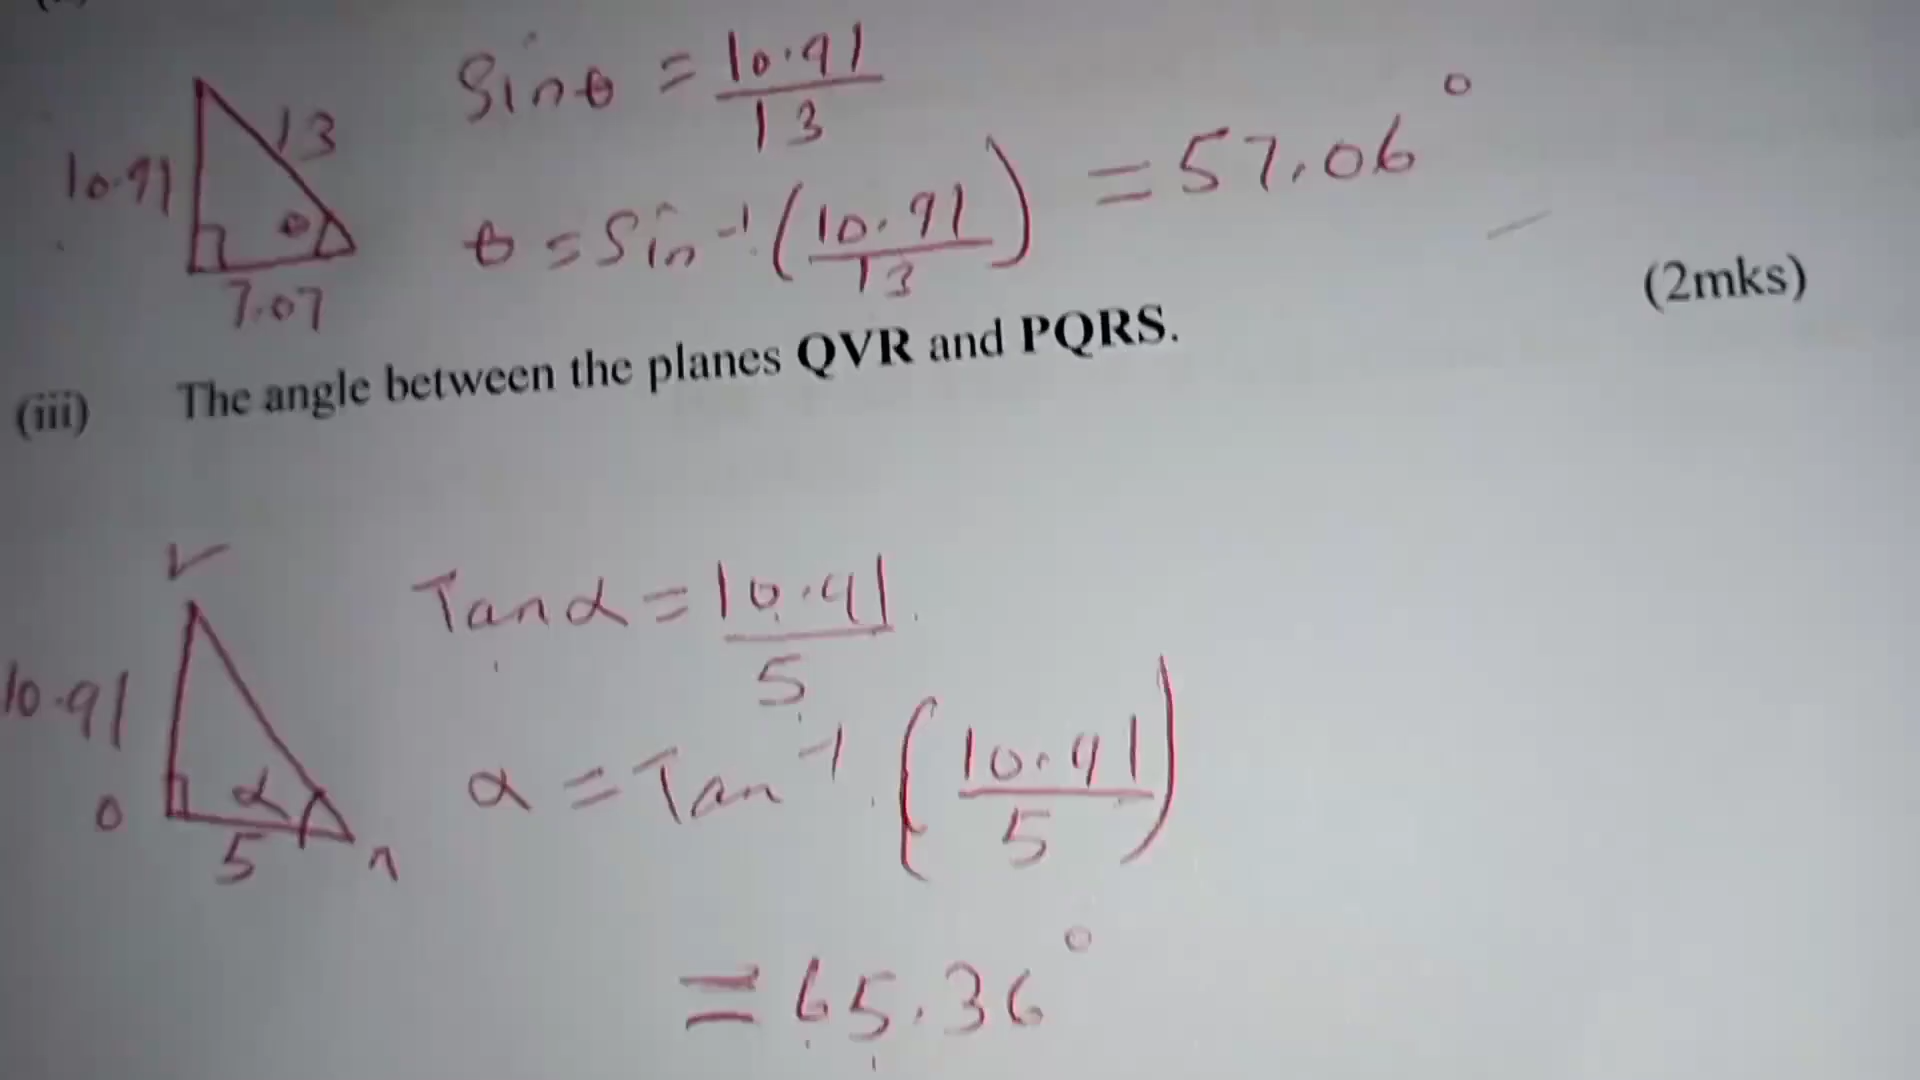 Sinθ = 10.91/13
10.91
13
θ
7.07
θ = Sin⁻¹(10.91/13) = 57.06°
(2mks)
(iii) The angle between the planes QVR and PQRS.
V
10.91
O
α
5
Tanα = 10.91/5
α = Tan⁻¹(10.91/5)
= 65.36°